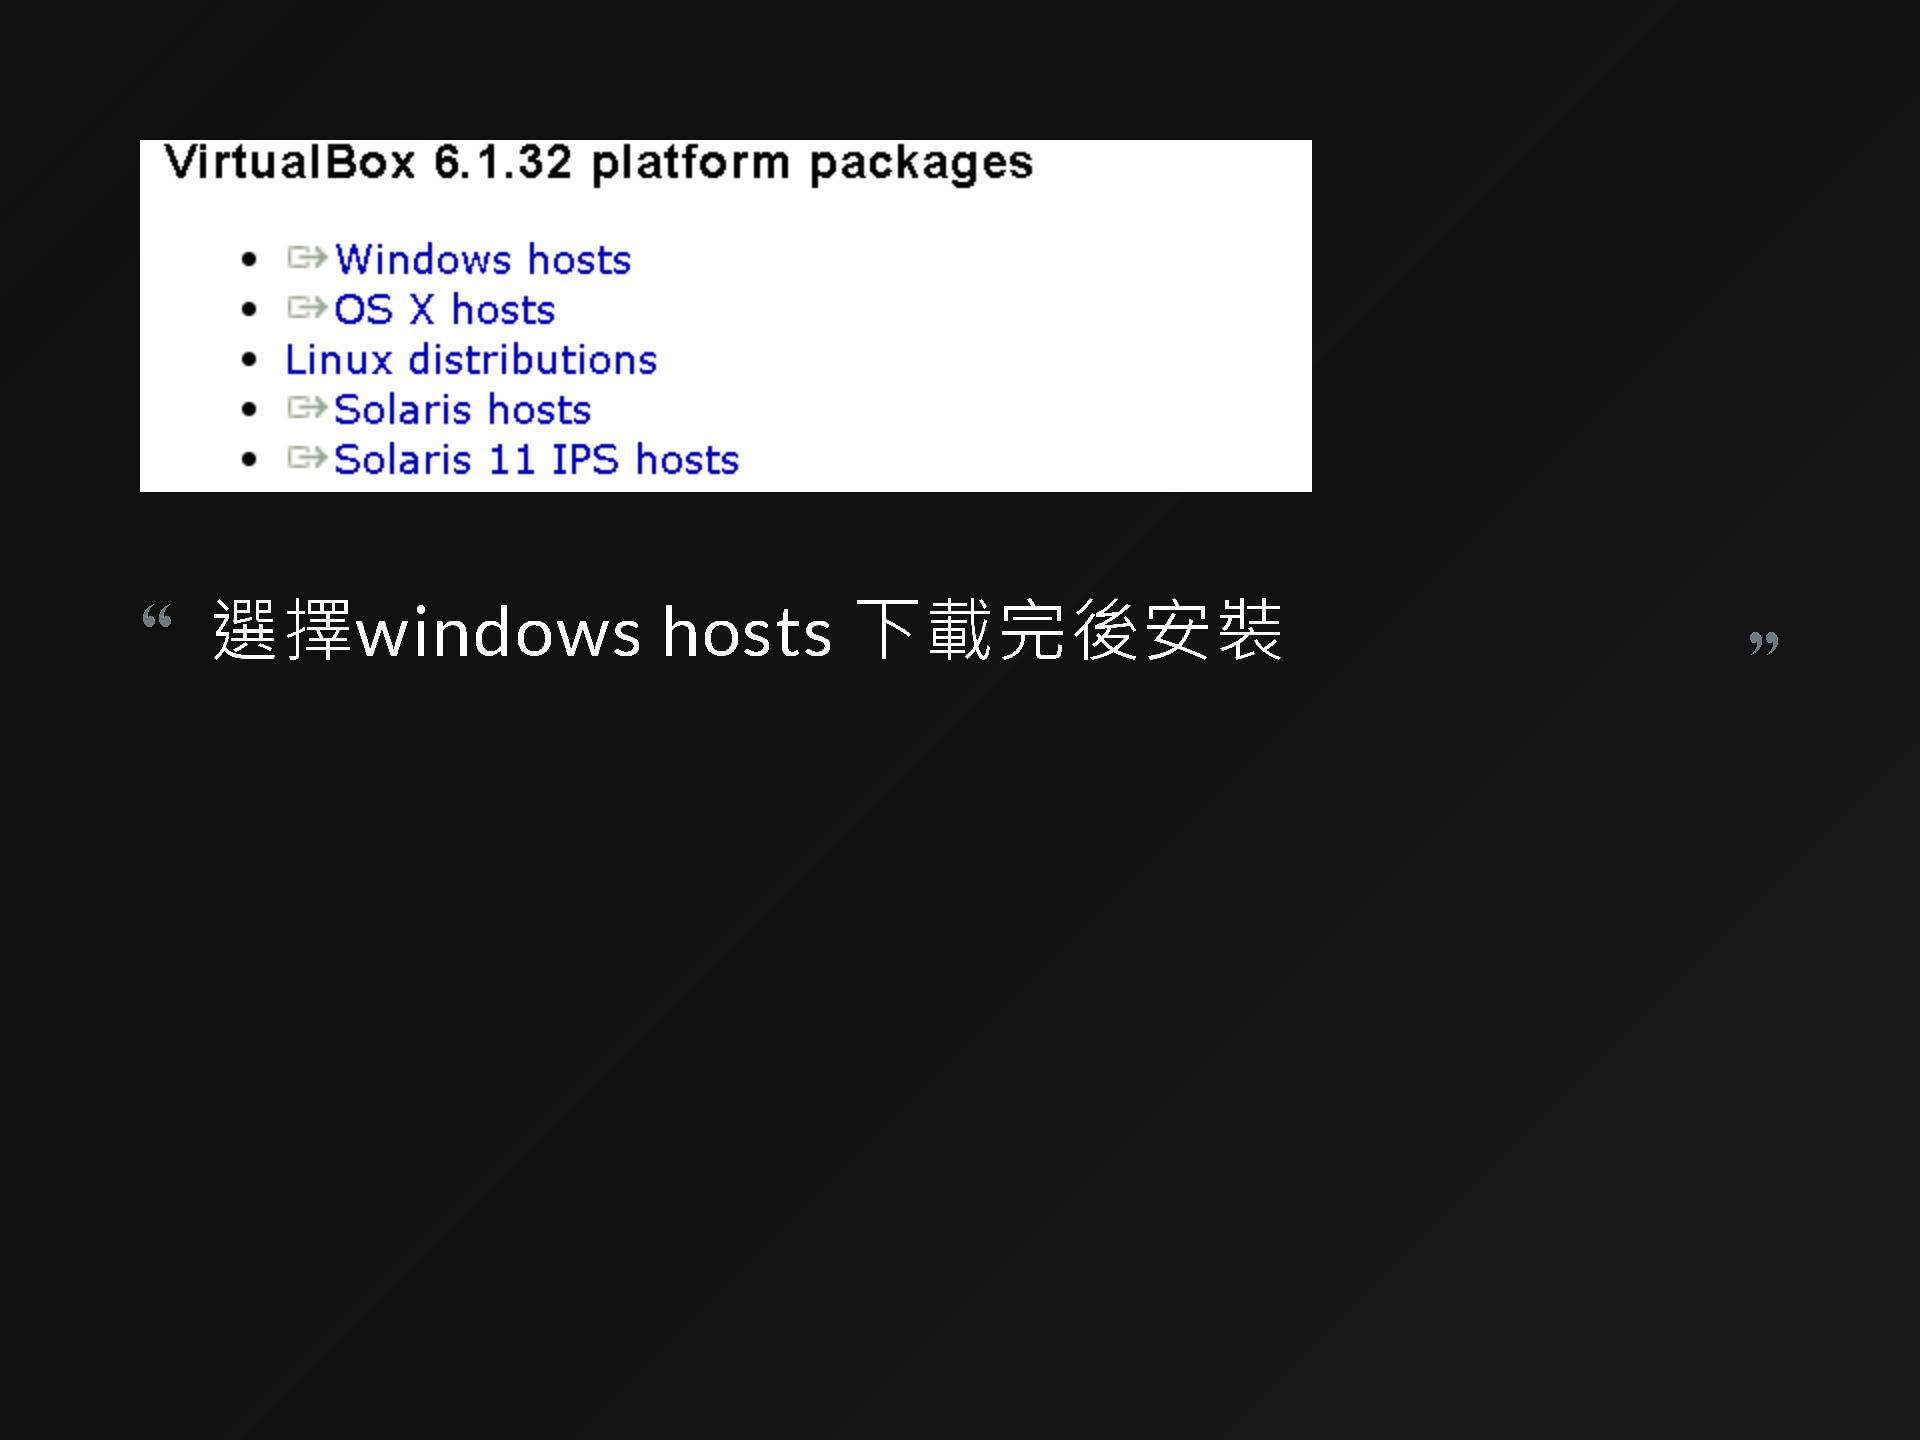 VirtualBox 6.1.32 platform packages
• Windows hosts
• OS X hosts
• Linux distributions
• Solaris hosts
• Solaris 11 IPS hosts
“ 選擇windows hosts 下載完後安裝 ”